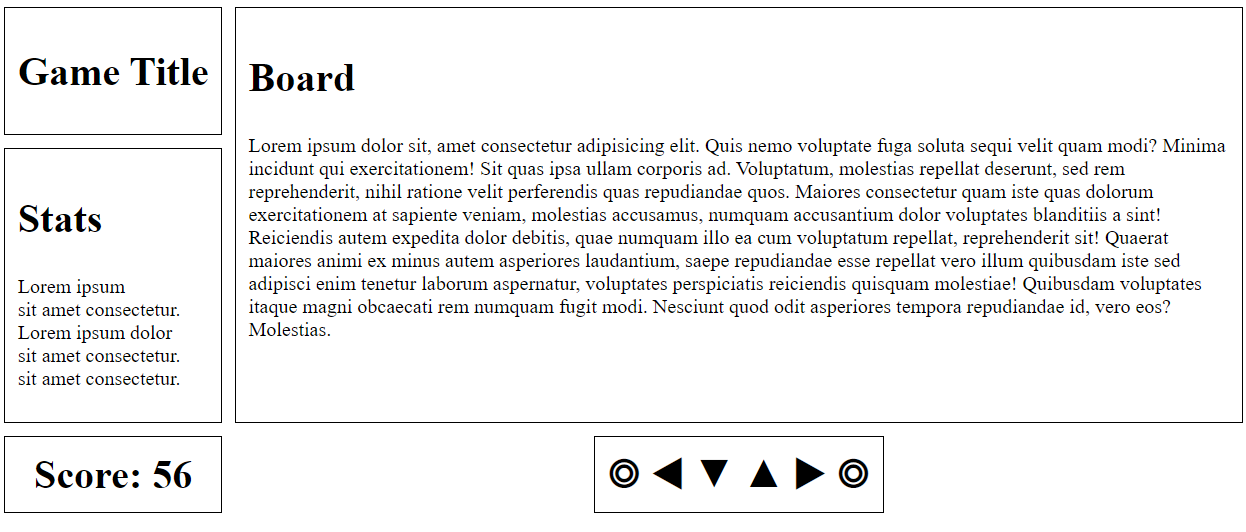 Game Title
Stats
Lorem ipsum
sit amet consectetur.
Lorem ipsum dolor
sit amet consectetur.
sit amet consectetur.
Score: 56
Board
Lorem ipsum dolor sit, amet consectetur adipisicing elit. Quis nemo voluptate fuga soluta sequi velit quam modi? Minima
incidunt qui exercitationem! Sit quas ipsa ullam corporis ad. Voluptatum, molestias repellat deserunt, sed rem
reprehenderit, nihil ratione velit perferendis quas repudiandae quos. Maiores consectetur quam iste quas dolorum
exercitationem at sapiente veniam, molestias accusamus, numquam accusantium dolor voluptates blanditiis a sint!
Reiciendis autem expedita dolor debitis, quae numquam illo ea cum voluptatum repellat, reprehenderit sit! Quaerat
maiores animi ex minus autem asperiores laudantium, saepe repudiandae esse repellat vero illum quibusdam iste sed
adipisci enim tenetur laborum aspernatur, voluptates perspiciatis reiciendis quisquam molestiae! Quibusdam voluptates
itaque magni obcaecati rem numquam fugit modi. Nesciunt quod odit asperiores tempora repudiandae id, vero eos?
Molestias.